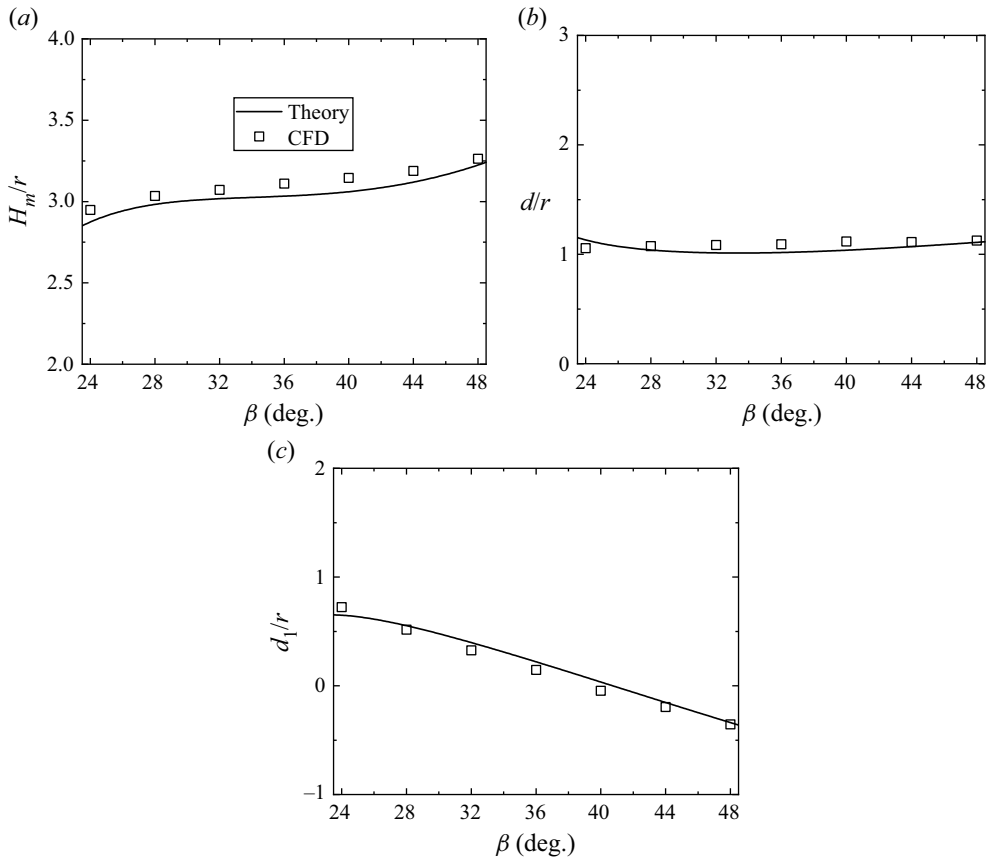 (a)
4.0
3.5
3.0
2.5
2.0
H_m/r
Theory
CFD
24 28 32 36 40 44 48
β (deg.)
(b)
3
2
1
0
d/r
24 28 32 36 40 44 48
β (deg.)
(c)
2
1
0
–1
d_1/r
24 28 32 36 40 44 48
β (deg.)